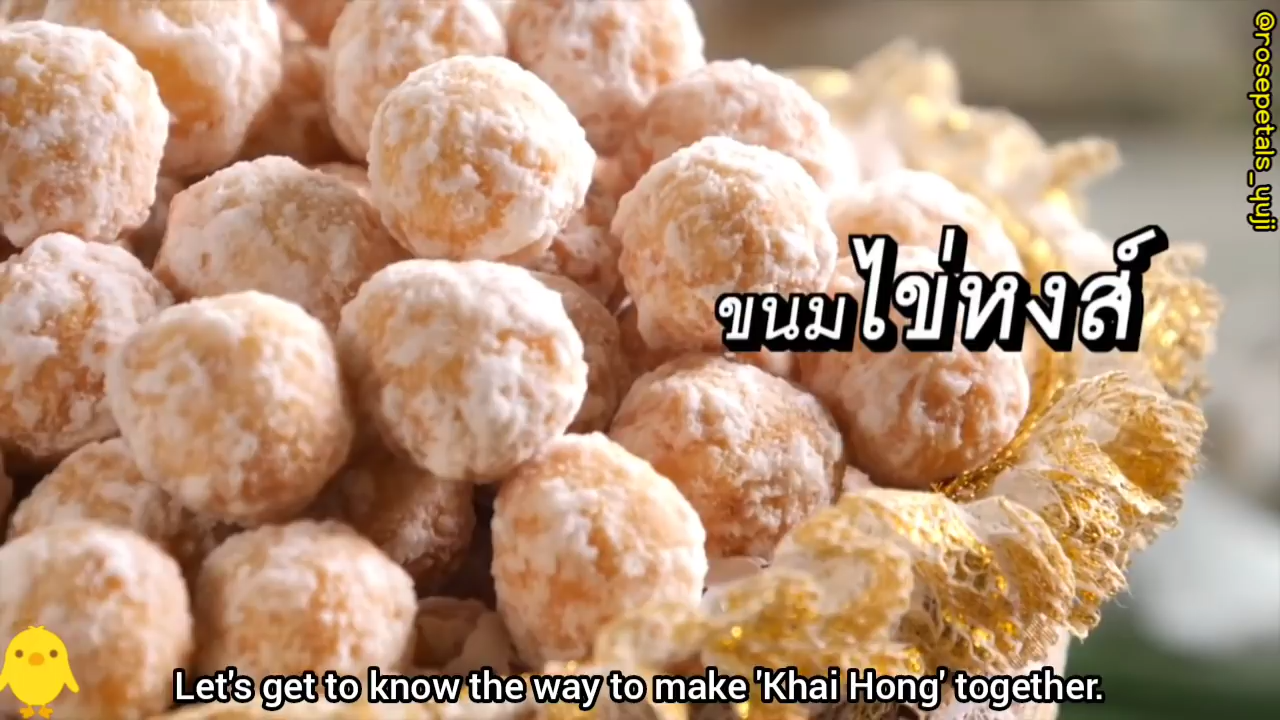 @rosepetals_yuji
ขนมไข่หงส์
Let's get to know the way to make 'Khai Hong' together.